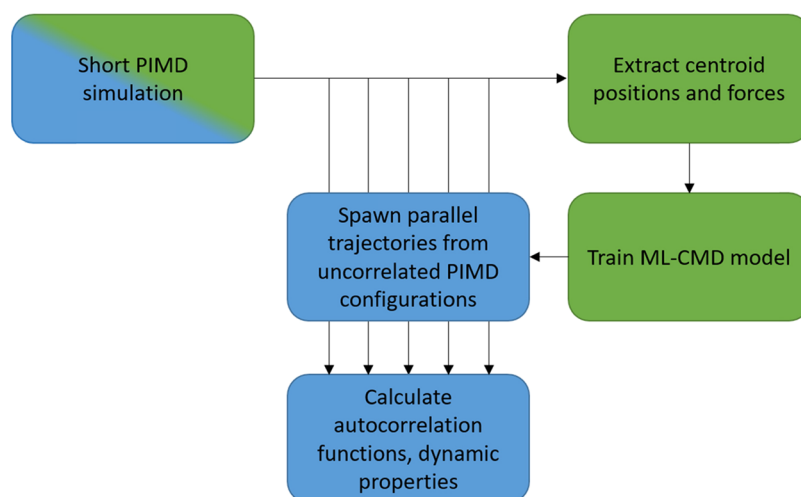 Short PIMD
simulation
Extract centroid
positions and forces
Spawn parallel
trajectories from
uncorrelated PIMD
configurations
Train ML-CMD model
Calculate
autocorrelation
functions, dynamic
properties